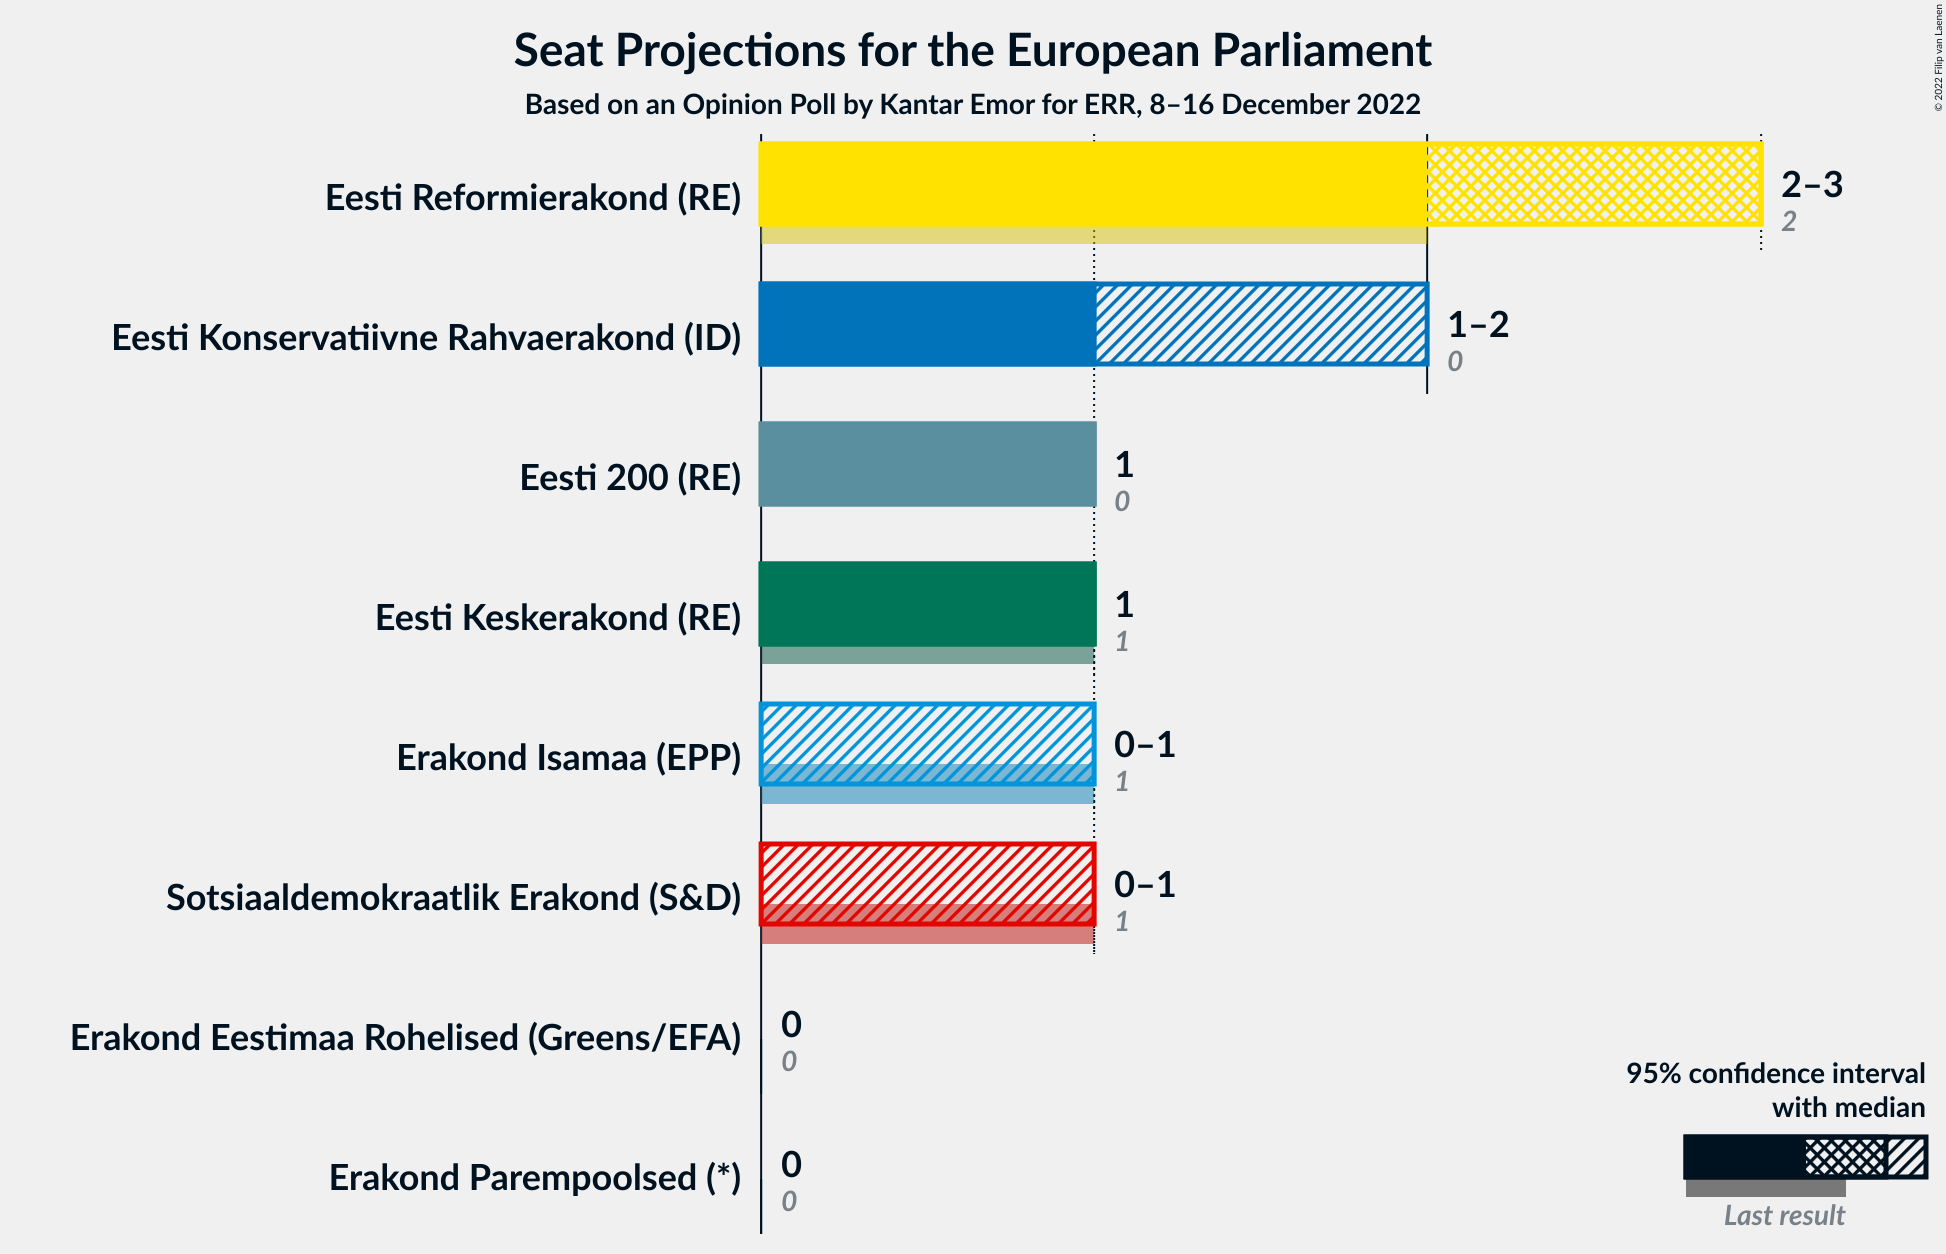 Seat Projections for the European Parliament
Based on an Opinion Poll by Kantar Emor for ERR, 8–16 December 2022
© 2022 Filip van Laenen
Eesti Reformierakond (RE)
2–3
2
Eesti Konservatiivne Rahvaerakond (ID)
1–2
0
Eesti 200 (RE)
1
0
Eesti Keskerakond (RE)
1
1
Erakond Isamaa (EPP)
0–1
1
Sotsiaaldemokraatlik Erakond (S&D)
0–1
1
Erakond Eestimaa Rohelised (Greens/EFA)
0
0
Erakond Parempoolsed (*)
0
0
95% confidence interval
with median
Last result